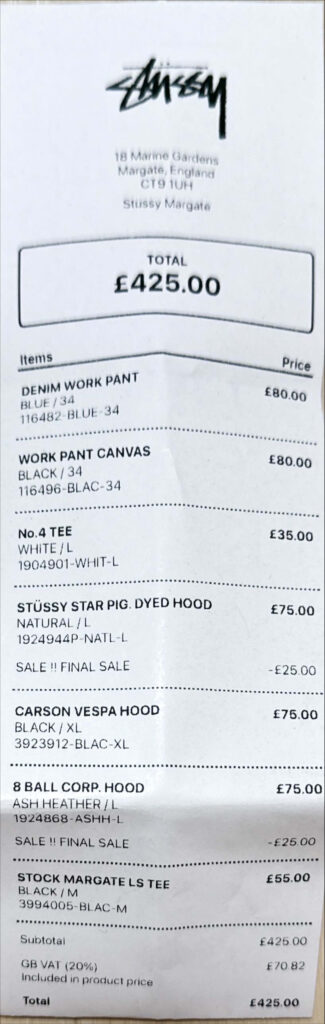 STÜSSY
18 Marine Gardens
Margate, England
CT9 1UH
Stüssy Margate
TOTAL
£425.00
Items Price
DENIM WORK PANT £80.00
BLUE / 34
116482-BLUE-34
WORK PANT CANVAS £80.00
BLACK / 34
116496-BLAC-34
No.4 TEE £35.00
WHITE / L
1904901-WHIT-L
STÜSSY STAR PIG. DYED HOOD £75.00
NATURAL / L
1924944P-NATL-L
SALE !! FINAL SALE -£25.00
CARSON VESPA HOOD £75.00
BLACK / XL
3923912-BLAC-XL
8 BALL CORP. HOOD £75.00
ASH HEATHER / L
1924868-ASHH-L
SALE !! FINAL SALE -£25.00
STOCK MARGATE LS TEE £55.00
BLACK / M
3994005-BLAC-M
Subtotal £425.00
GB VAT (20%) £70.82
Included in product price
Total £425.00